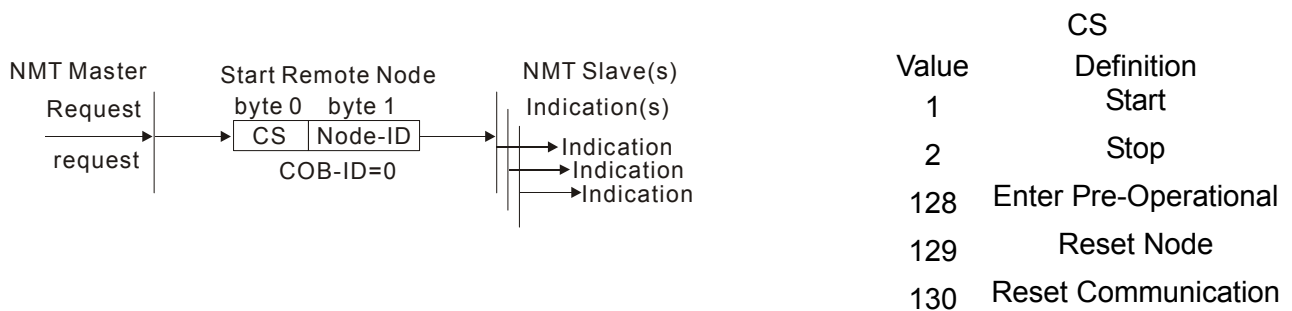 NMT Master
Request
request
Start Remote Node
byte 0 byte 1
CS Node-ID
COB-ID=0
NMT Slave(s)
Indication(s)
Indication
Indication
Indication
CS
Value Definition
1 Start
2 Stop
128 Enter Pre-Operational
129 Reset Node
130 Reset Communication